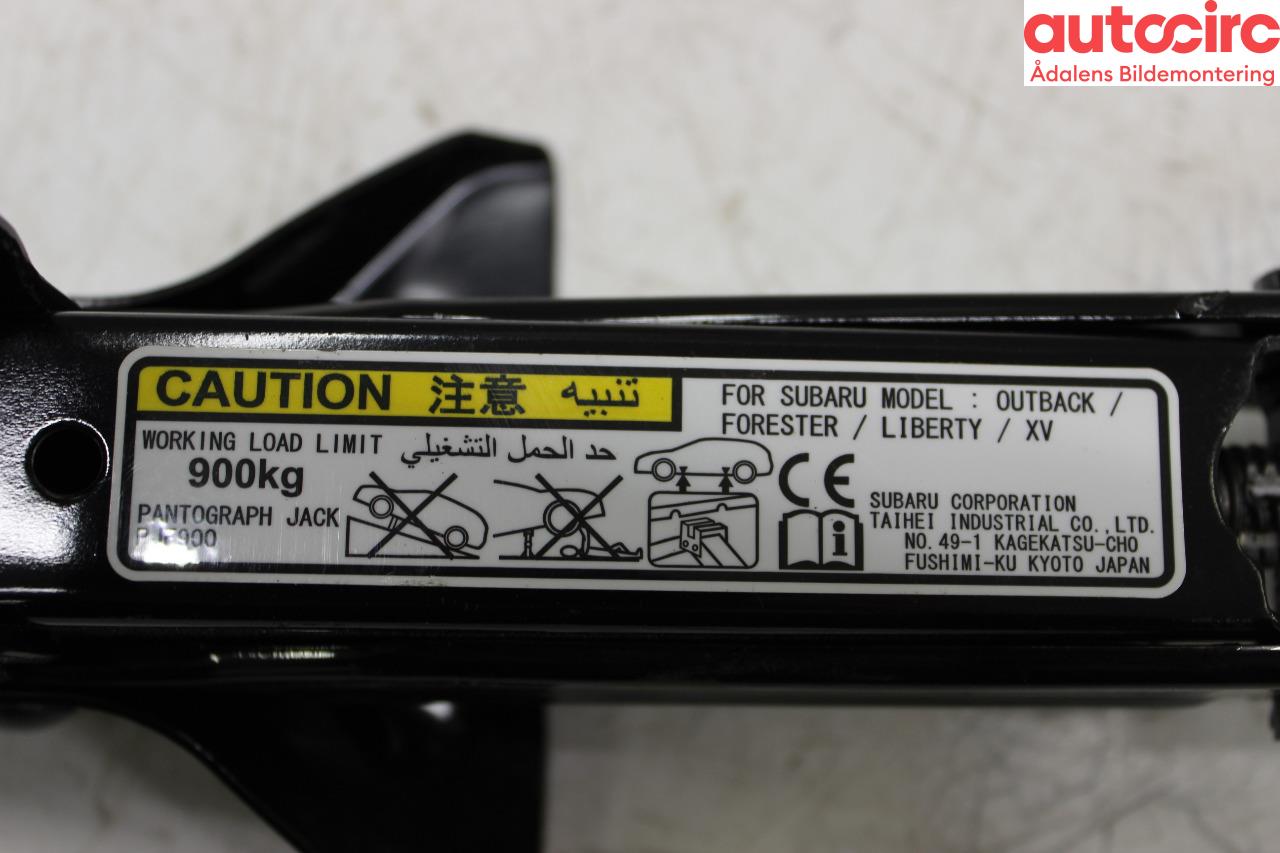 autocirc
Ådalens Bildemontering
CAUTION 注意 تنبيه
FOR SUBARU MODEL : OUTBACK /
FORESTER / LIBERTY / XV
WORKING LOAD LIMIT حد الحمل التشغيلي
900kg
PANTOGRAPH JACK
CE
SUBARU CORPORATION
TAIHEI INDUSTRIAL CO., LTD.
NO. 49-1 KAGEKATSU-CHO
FUSHIMI-KU KYOTO JAPAN